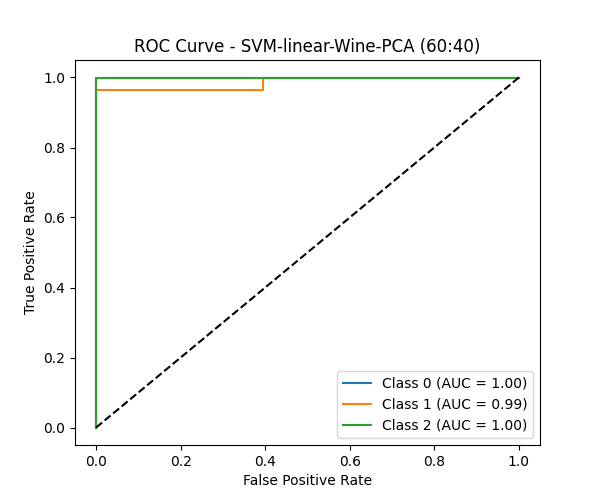 ROC Curve - SVM-linear-Wine-PCA (60:40)
True Positive Rate
1.0
0.8
0.6
0.4
0.2
0.0
0.0 0.2 0.4 0.6 0.8 1.0
False Positive Rate
Class 0 (AUC = 1.00)
Class 1 (AUC = 0.99)
Class 2 (AUC = 1.00)